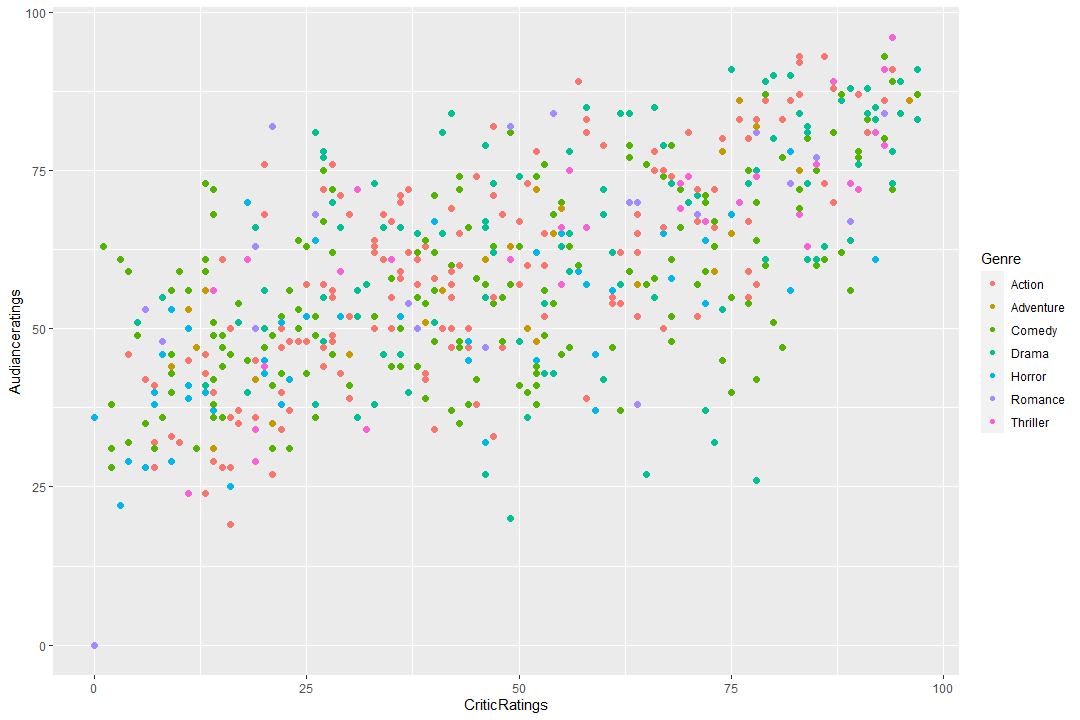 100
75
50
25
0
Audienceratings
0
25
50
75
100
CriticRatings
Genre
Action
Adventure
Comedy
Drama
Horror
Romance
Thriller